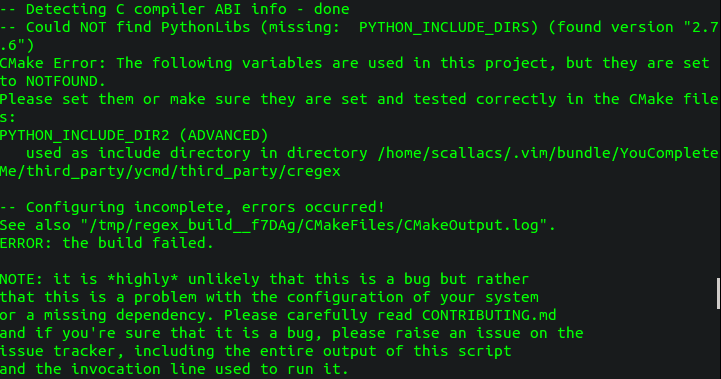 -- Detecting C compiler ABI info - done
-- Could NOT find PythonLibs (missing:  PYTHON_INCLUDE_DIRS) (found version "2.7
.6")
CMake Error: The following variables are used in this project, but they are set
to NOTFOUND.
Please set them or make sure they are set and tested correctly in the CMake file
s:
PYTHON_INCLUDE_DIR2 (ADVANCED)
   used as include directory in directory /home/scallacs/.vim/bundle/YouComplete
Me/third_party/ycmd/third_party/cregex

-- Configuring incomplete, errors occurred!
See also "/tmp/regex_build__f7DAg/CMakeFiles/CMakeOutput.log".
ERROR: the build failed.

NOTE: it is *highly* unlikely that this is a bug but rather
that this is a problem with the configuration of your system
or a missing dependency. Please carefully read CONTRIBUTING.md
and if you're sure that it is a bug, please raise an issue on the
issue tracker, including the entire output of this script
and the invocation line used to run it.